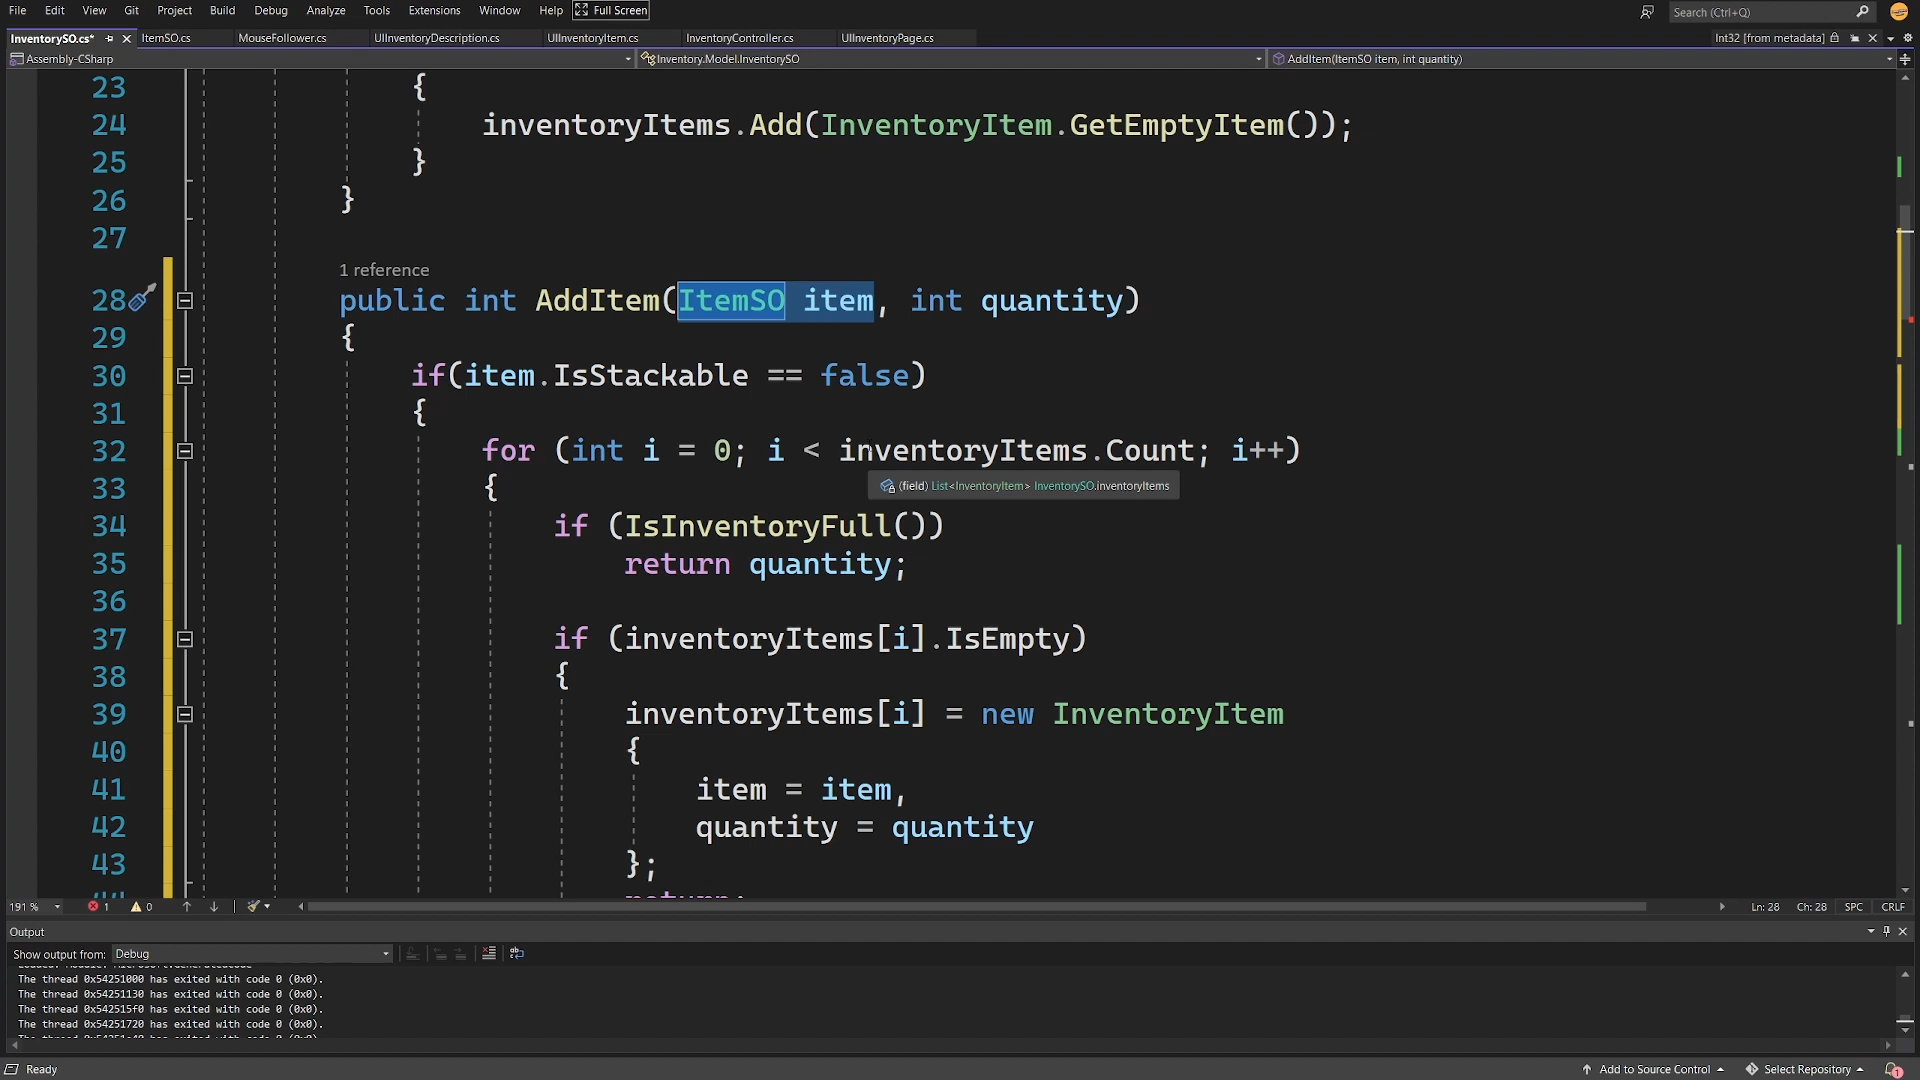 File Edit View Git Project Build Debug Analyze Tools Extensions Window Help Full Screen Search (Ctrl+Q)
InventorySO.cs* ItemSO.cs MouseFollower.cs UIInventoryDescription.cs UIInventoryItem.cs InventoryController.cs UIInventoryPage.cs Int32 [from metadata]
Assembly-CSharp Inventory.Model.InventorySO AddItem(ItemSO item, int quantity)
23 {
24 inventoryItems.Add(InventoryItem.GetEmptyItem());
25 }
26 }
27
1 reference
28 public int AddItem(ItemSO item, int quantity)
29 {
30 if(item.IsStackable == false)
31 {
32 for (int i = 0; i < inventoryItems.Count; i++)
33 {
(field) List<InventoryItem> InventorySO.inventoryItems
34 if (IsInventoryFull())
35 return quantity;
36
37 if (inventoryItems[i].IsEmpty)
38 {
39 inventoryItems[i] = new InventoryItem
40 {
41 item = item,
42 quantity = quantity
43 };
44 return;
191 % 1 0 Ln: 28 Ch: 28 SPC CRLF
Output
Show output from: Debug
The thread 0x54251000 has exited with code 0 (0x0).
The thread 0x54251130 has exited with code 0 (0x0).
The thread 0x542515f0 has exited with code 0 (0x0).
The thread 0x54251720 has exited with code 0 (0x0).
Ready Add to Source Control Select Repository 1